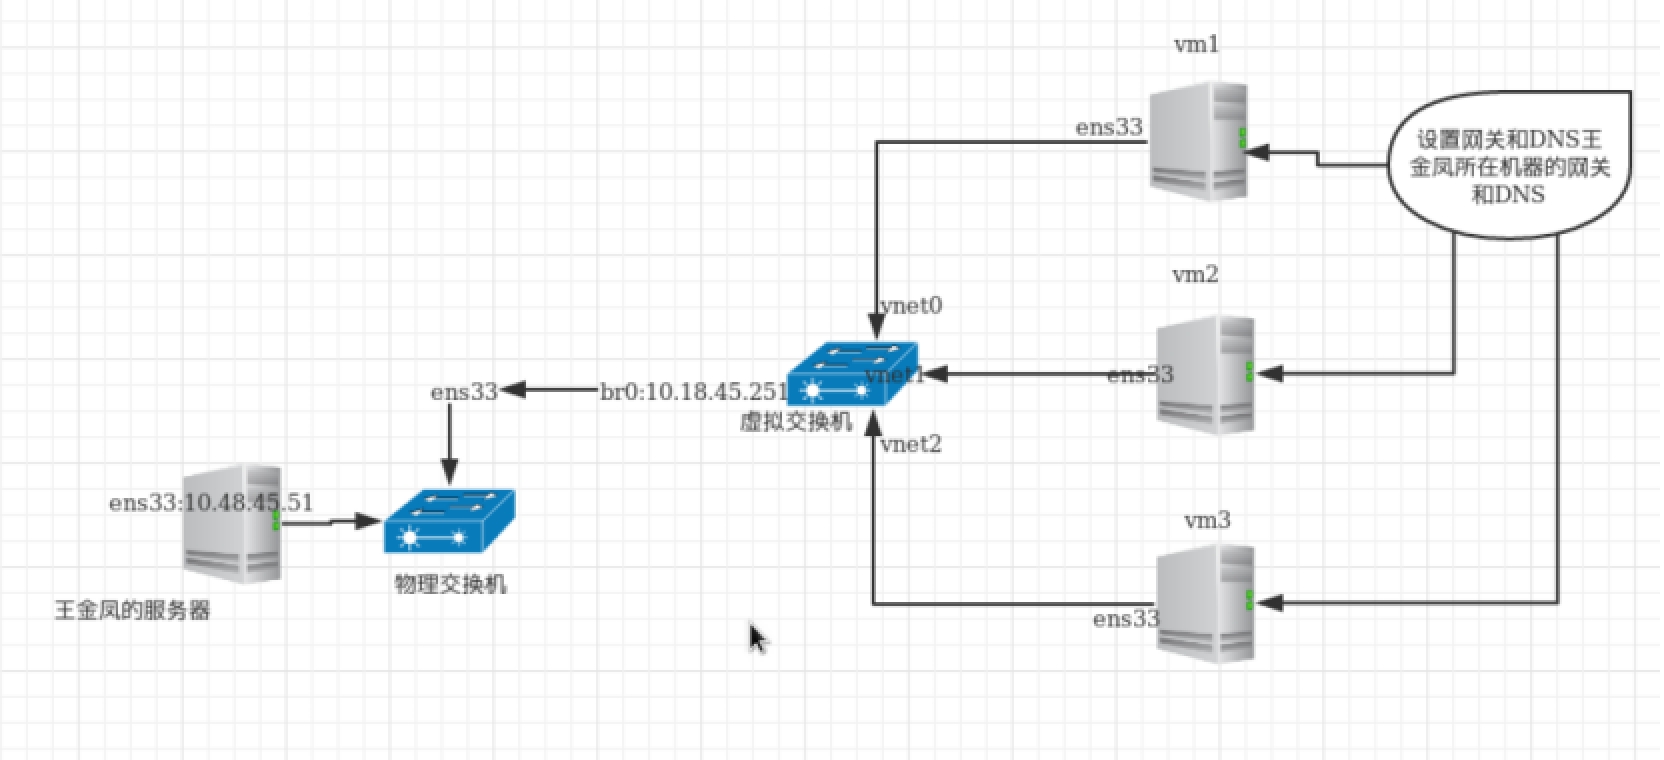 vm1
ens33
设置网关和DNS王
金凤所在机器的网关
和DNS
vm2
vnet0
vnet1
ens33
ens33
br0:10.18.45.251
虚拟交换机
vnet2
ens33:10.48.45.51
vm3
物理交换机
王金凤的服务器
ens33